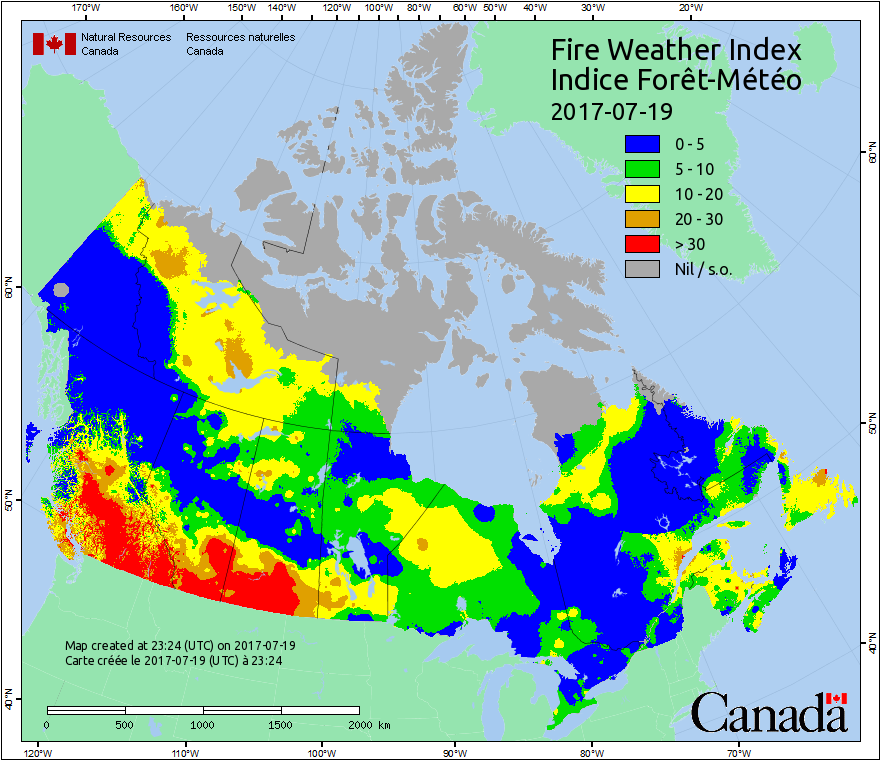 170°W 160°W 150°W 140°W 130°W 120°W 110°W 100°W 90°W 80°W 70°W 60°W 50°W 40°W 30°W 20°W
Natural Resources Ressources naturelles
Canada Canada
Fire Weather Index
Indice Forêt-Météo
2017-07-19
0 - 5
5 - 10
10 - 20
20 - 30
> 30
Nil / s.o.
60°N
60°N
50°N
50°N
40°N
40°N
Map created at 23:24 (UTC) on 2017-07-19
Carte créée le 2017-07-19 (UTC) à 23:24
0 500 1000 1500 2000 km
Canada
120°W 110°W 100°W 90°W 80°W 70°W